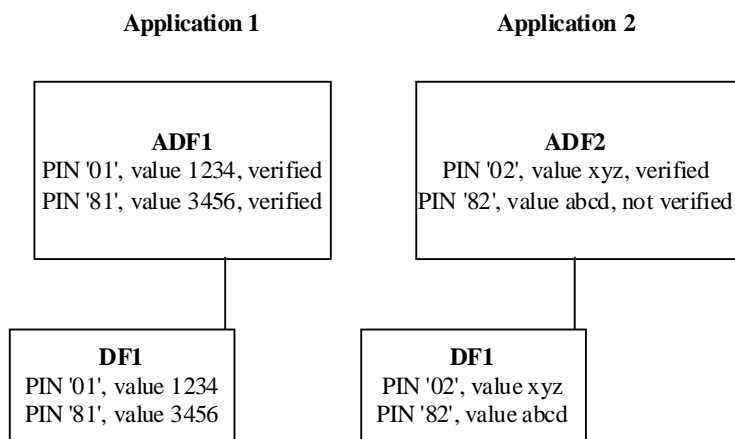 Application 1
Application 2
ADF1
PIN '01', value 1234, verified
PIN '81', value 3456, verified
ADF2
PIN '02', value xyz, verified
PIN '82', value abcd, not verified
DF1
PIN '01', value 1234
PIN '81', value 3456
DF1
PIN '02', value xyz
PIN '82', value abcd